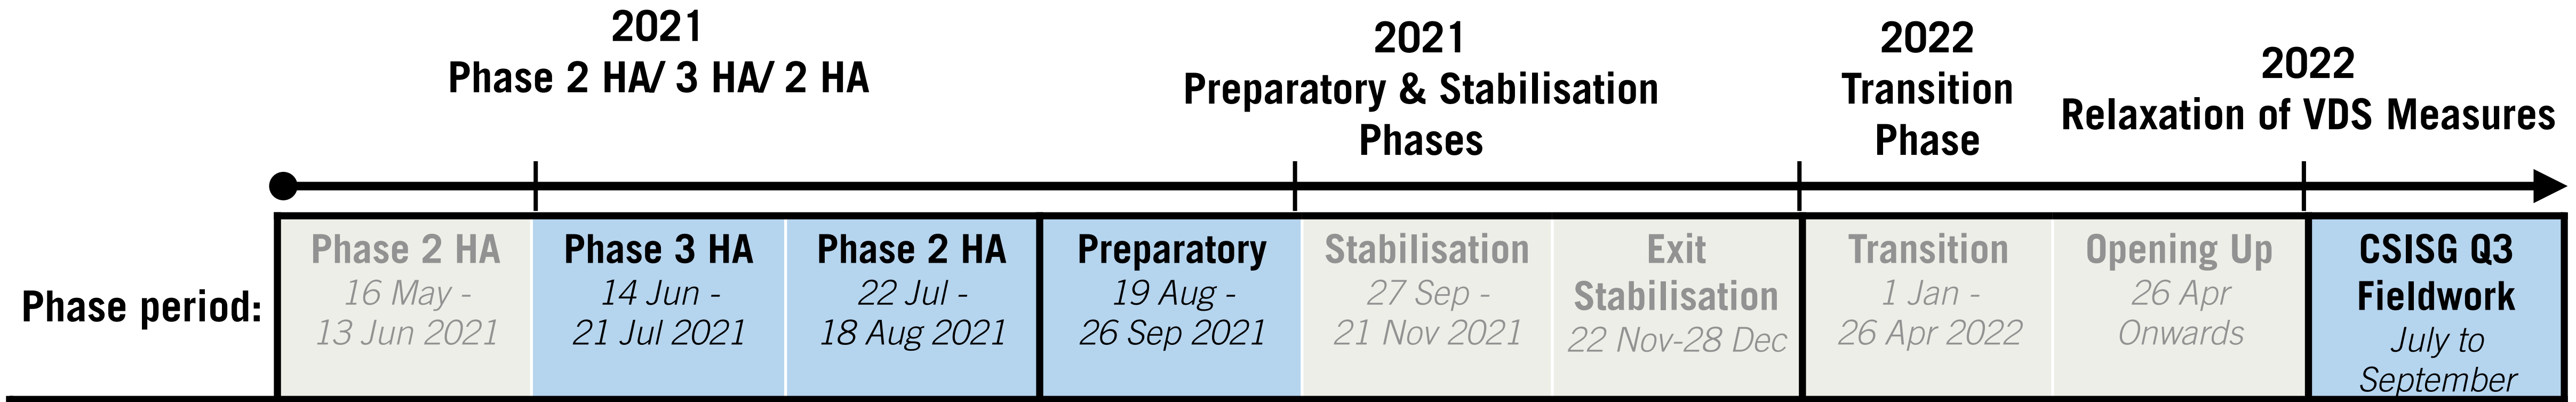 2021
Phase 2 HA/ 3 HA/ 2 HA
2021
Preparatory & Stabilisation
Phases
2022
Transition
Phase
2022
Relaxation of VDS Measures
Phase period:
Phase 2 HA
16 May -
13 Jun 2021
Phase 3 HA
14 Jun -
21 Jul 2021
Phase 2 HA
22 Jul -
18 Aug 2021
Preparatory
19 Aug -
26 Sep 2021
Stabilisation
27 Sep -
21 Nov 2021
Exit
Stabilisation
22 Nov-28 Dec
Transition
1 Jan -
26 Apr 2022
Opening Up
26 Apr
Onwards
CSISG Q3
Fieldwork
July to
September